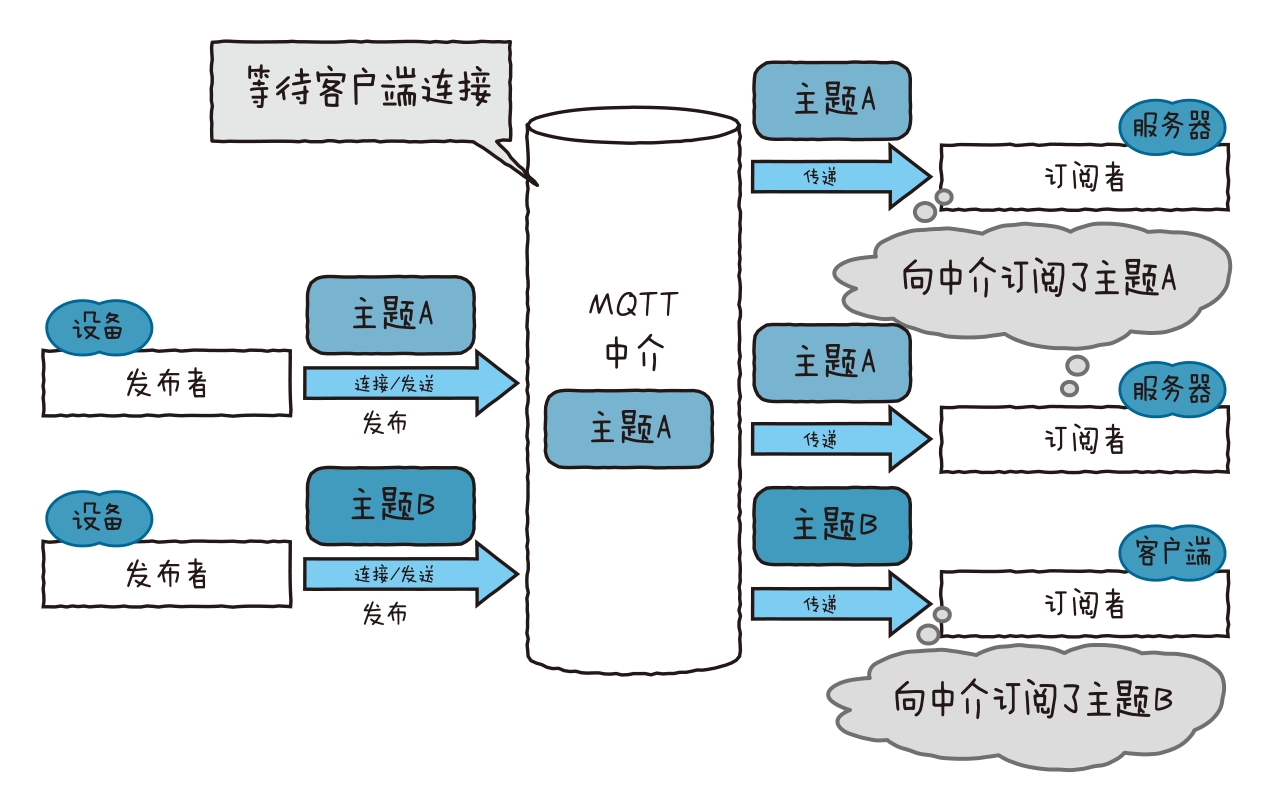 等待客户端连接
主题A
服务器
传递
订阅者
向中介订阅了主题A
主题A
设备
发布者
连接/发送
发布
MQTT
中介
主题A
主题A
服务器
传递
订阅者
主题B
设备
发布者
连接/发送
发布
主题B
客户端
传递
订阅者
向中介订阅了主题B